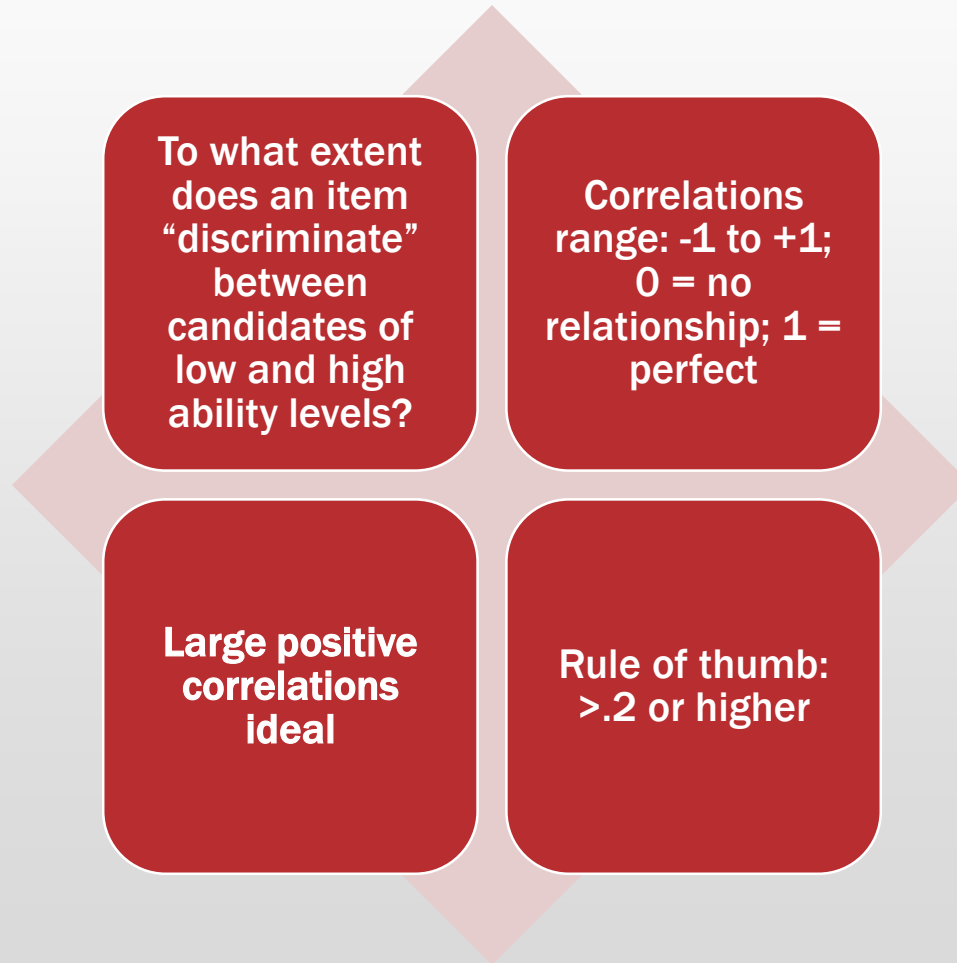 To what extent
does an item
“discriminate”
between
candidates of
low and high
ability levels?
Correlations
range: -1 to +1;
0 = no
relationship; 1 =
perfect
Large positive
correlations
ideal
Rule of thumb:
>.2 or higher